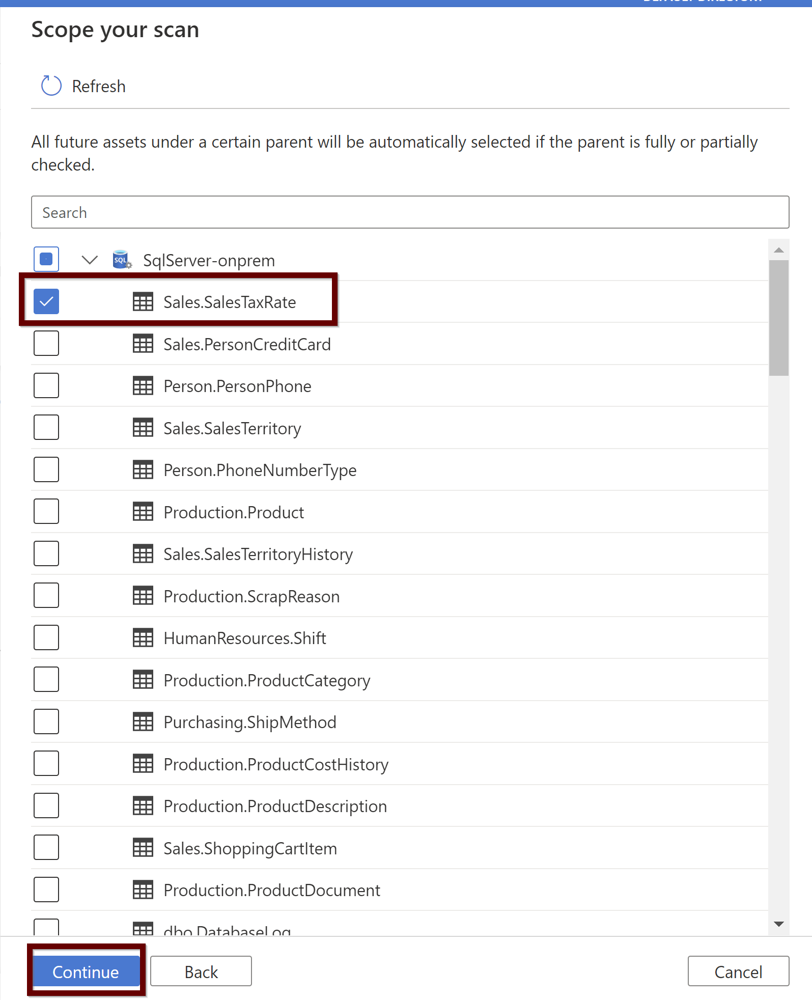 DEFAULT DIRECTORY
Scope your scan
Refresh
All future assets under a certain parent will be automatically selected if the parent is fully or partially
checked.
Search
SQL SqlServer-onprem
Sales.SalesTaxRate
Sales.PersonCreditCard
Person.PersonPhone
Sales.SalesTerritory
Person.PhoneNumberType
Production.Product
Sales.SalesTerritoryHistory
Production.ScrapReason
HumanResources.Shift
Production.ProductCategory
Purchasing.ShipMethod
Production.ProductCostHistory
Production.ProductDescription
Sales.ShoppingCartItem
Production.ProductDocument
dbo.DatabaseLog
Continue Back Cancel